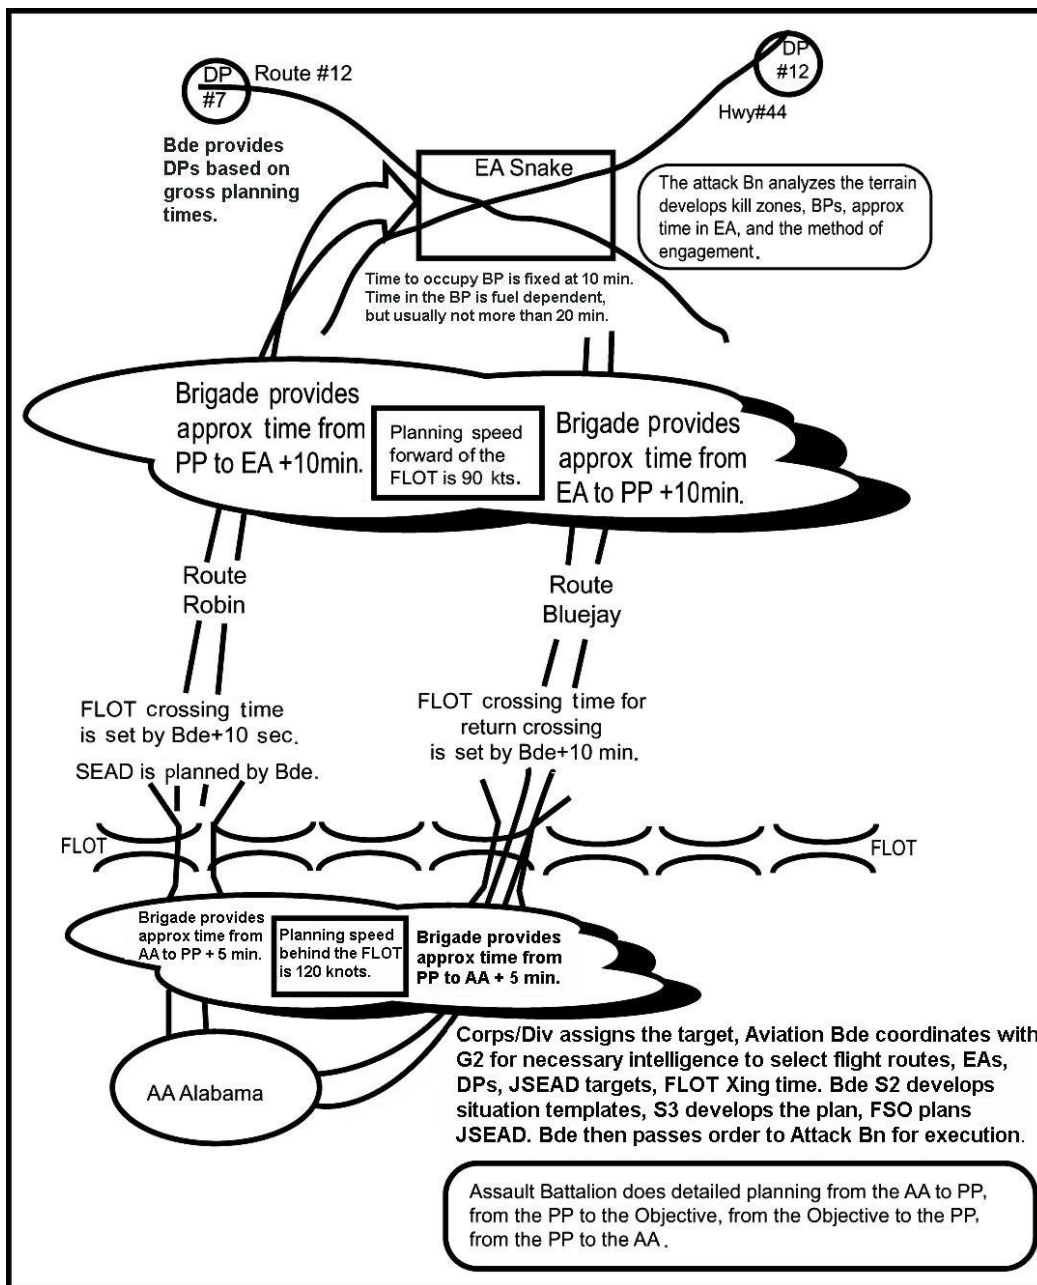 DP
#7
Route #12
DP
#12
Hwy#44
Bde provides
DPs based on
gross planning
times.
EA Snake
The attack Bn analyzes the terrain
develops kill zones, BPs, approx
time in EA, and the method of
engagement.
Time to occupy BP is fixed at 10 min.
Time in the BP is fuel dependent,
but usually not more than 20 min.
Brigade provides
approx time from
PP to EA +10min.
Planning speed
forward of the
FLOT is 90 kts.
Brigade provides
approx time from
EA to PP +10min.
Route
Robin
Route
Bluejay
FLOT crossing time
is set by Bde+10 sec.
SEAD is planned by Bde.
FLOT crossing time for
return crossing
is set by Bde+10 min.
FLOT
FLOT
Brigade provides
approx time from
AA to PP + 5 min.
Planning speed
behind the FLOT
is 120 knots.
Brigade provides
approx time from
PP to AA + 5 min.
AA Alabama
Corps/Div assigns the target, Aviation Bde coordinates with
G2 for necessary intelligence to select flight routes, EAs,
DPs, JSEAD targets, FLOT Xing time. Bde S2 develops
situation templates, S3 develops the plan, FSO plans
JSEAD. Bde then passes order to Attack Bn for execution.
Assault Battalion does detailed planning from the AA to PP,
from the PP to the Objective, from the Objective to the PP,
from the PP to the AA.